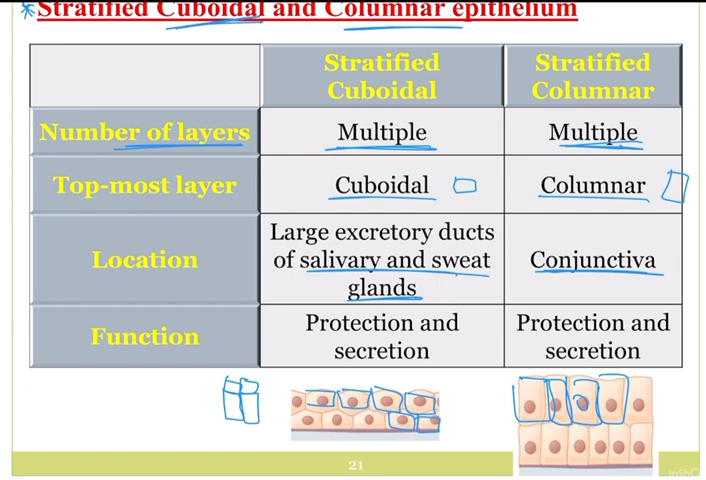 *Stratified Cuboidal and Columnar epithelium
Stratified Cuboidal
Stratified Columnar
Number of layers
Multiple
Multiple
Top-most layer
Cuboidal
Columnar
Location
Large excretory ducts
of salivary and sweat
glands
Conjunctiva
Function
Protection and
secretion
Protection and
secretion
21
InShO